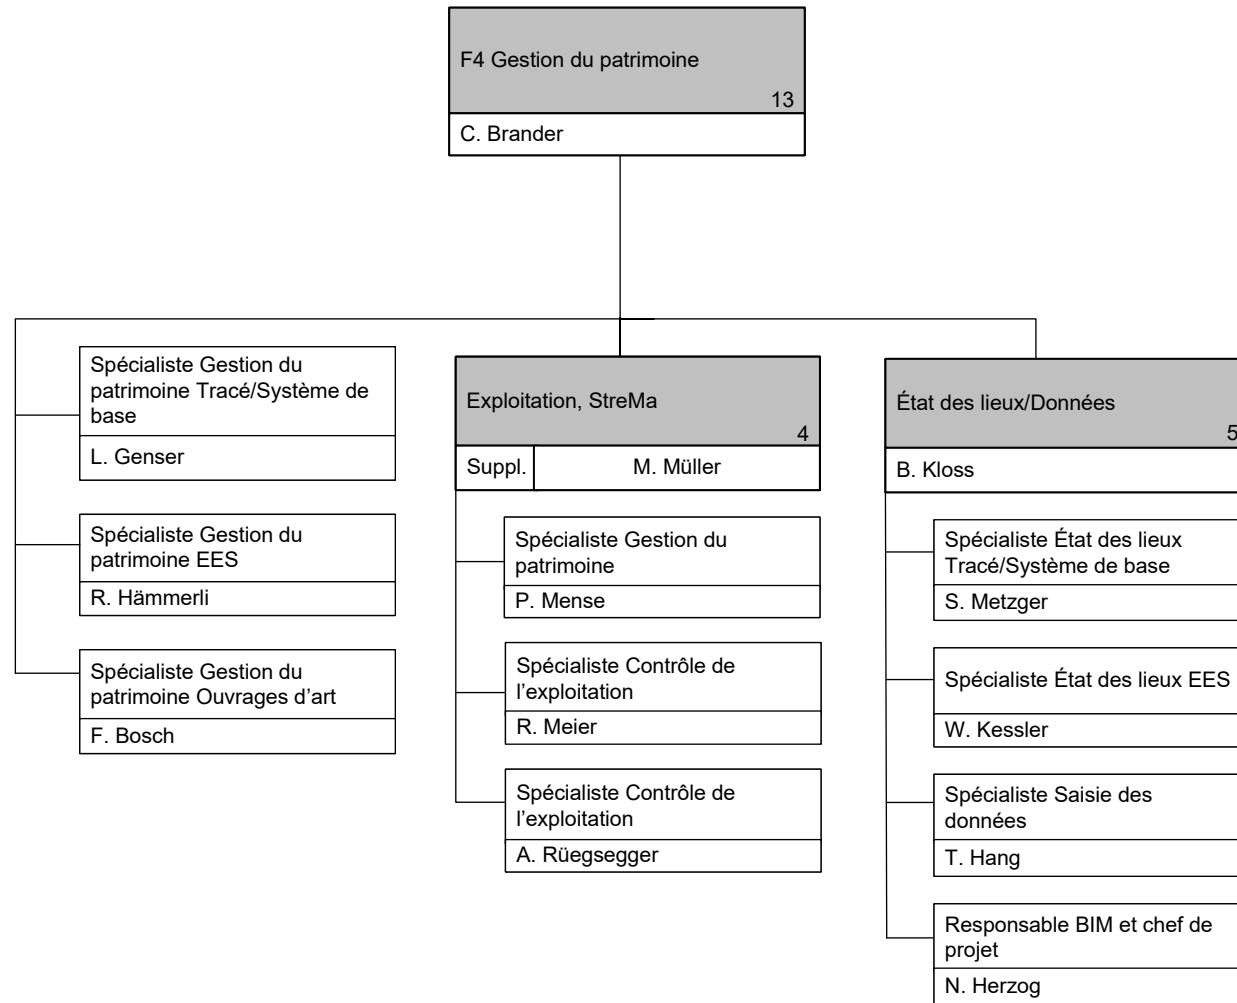 F4 Gestion du patrimoine
13
C. Brander
Spécialiste Gestion du
patrimoine Tracé/Système de
base
L. Genser
Spécialiste Gestion du
patrimoine EES
R. Hämmerli
Spécialiste Gestion du
patrimoine Ouvrages d’art
F. Bosch
Exploitation, StreMa
4
Suppl. M. Müller
Spécialiste Gestion du
patrimoine
P. Mense
Spécialiste Contrôle de
l’exploitation
R. Meier
Spécialiste Contrôle de
l’exploitation
A. Rüegsegger
État des lieux/Données
5
B. Kloss
Spécialiste État des lieux
Tracé/Système de base
S. Metzger
Spécialiste État des lieux EES
W. Kessler
Spécialiste Saisie des
données
T. Hang
Responsable BIM et chef de
projet
N. Herzog